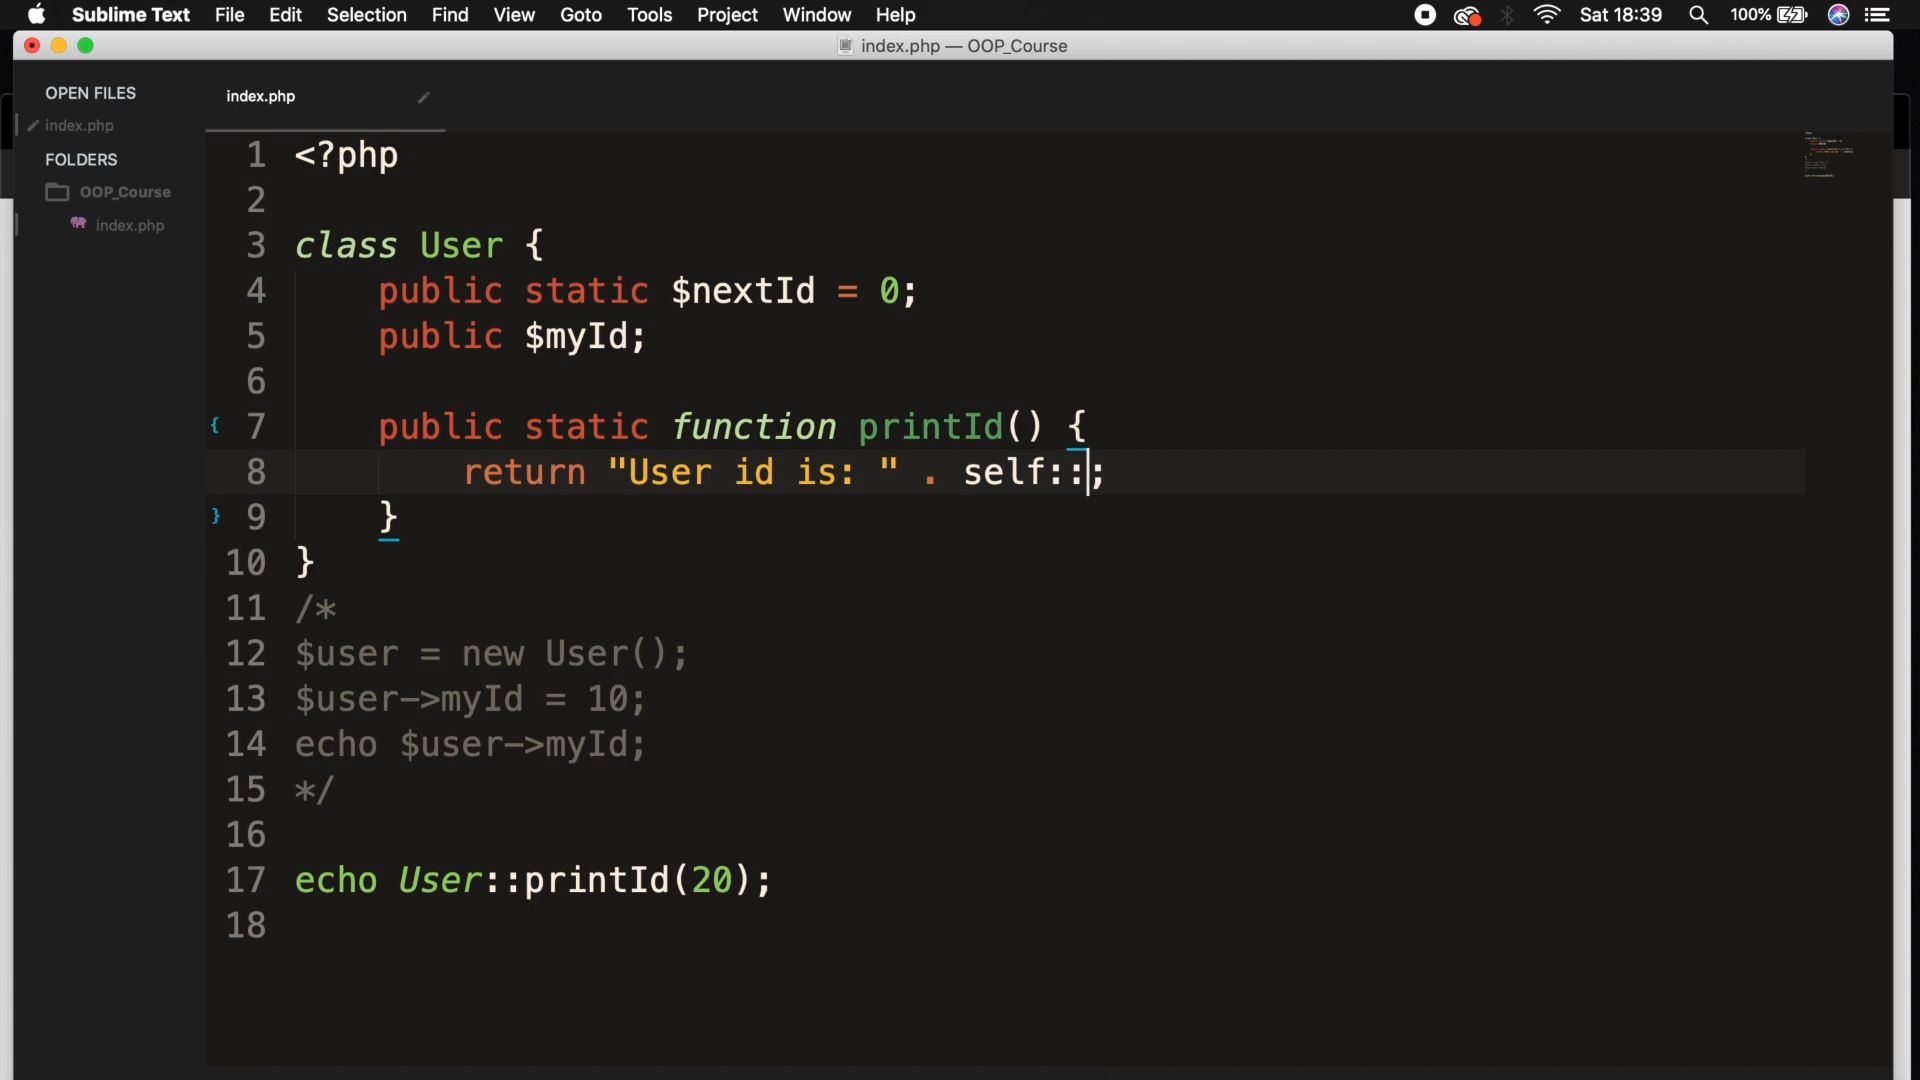 Sublime Text File Edit Selection Find View Goto Tools Project Window Help Sat 18:39 100%
index.php — OOP_Course
OPEN FILES
index.php
FOLDERS
OOP_Course
index.php
index.php
1 <?php
2
3 class User {
4 public static $nextId = 0;
5 public $myId;
6
{ 7 public static function printId() {
8 return "User id is: " . self::;
} 9 }
10 }
11 /*
12 $user = new User();
13 $user->myId = 10;
14 echo $user->myId;
15 */
16
17 echo User::printId(20);
18